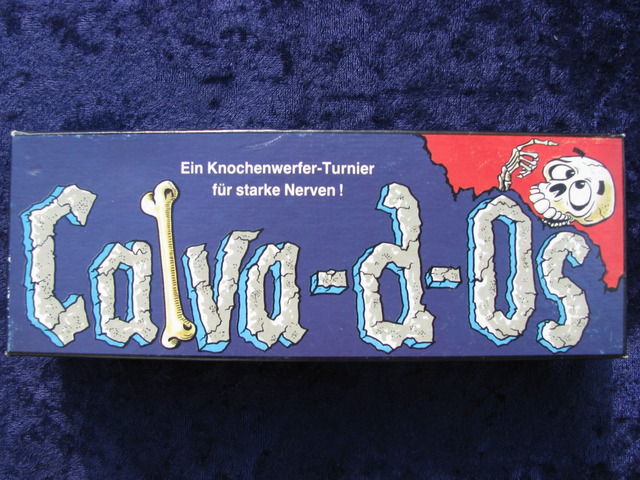 Ein Knochenwerfer-Turnier
für starke Nerven !
Calva-d-Os